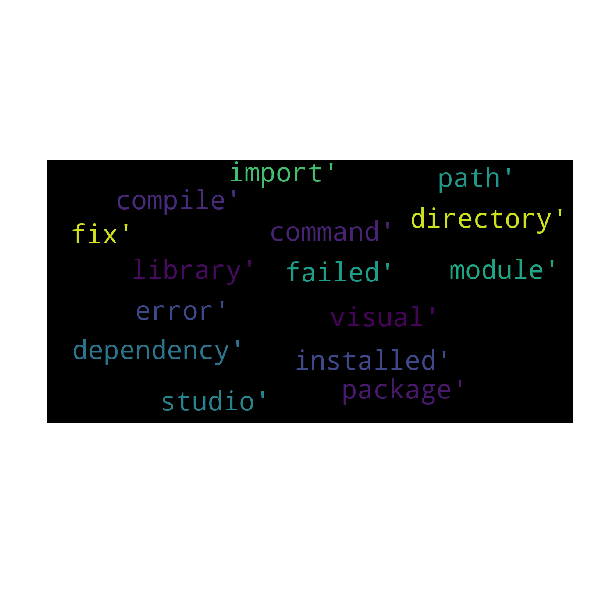 import'
path'
compile'
directory'
fix'
command'
library'
failed'
module'
error'
visual'
dependency'
installed'
package'
studio'